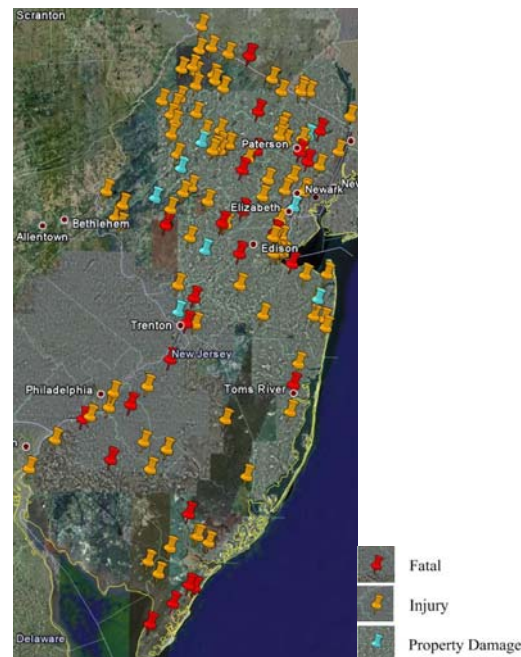 Scranton
Paterson
Newark
Elizabeth
Bethlehem
Allentown
Edison
Trenton
New Jersey
Philadelphia
Toms River
Delaware
Fatal
Injury
Property Damage